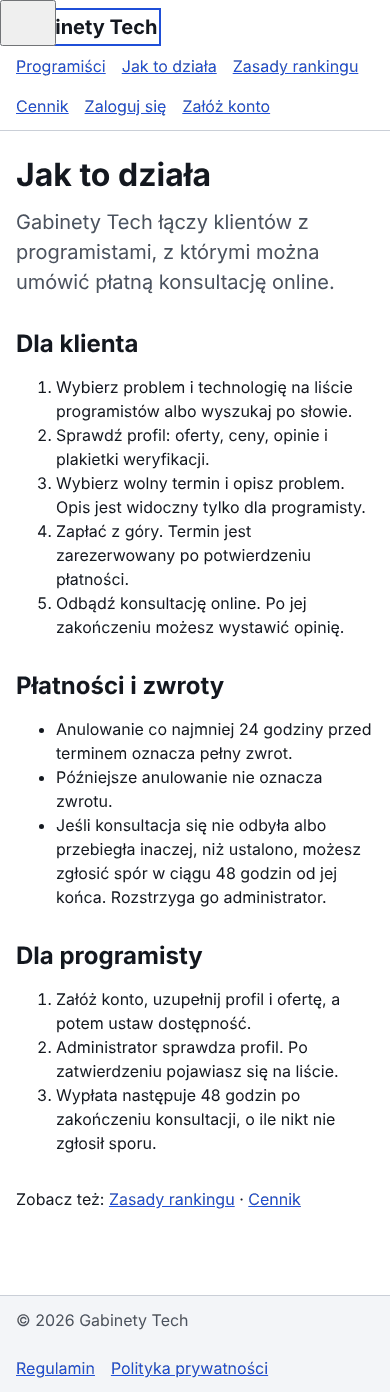 inety Tech
Programiści Jak to działa Zasady rankingu
Cennik Zaloguj się Załóż konto
Jak to działa
Gabinety Tech łączy klientów z
programistami, z którymi można
umówić płatną konsultację online.
Dla klienta
1. Wybierz problem i technologię na liście
programistów albo wyszukaj po słowie.
2. Sprawdź profil: oferty, ceny, opinie i
plakietki weryfikacji.
3. Wybierz wolny termin i opisz problem.
Opis jest widoczny tylko dla programisty.
4. Zapłać z góry. Termin jest
zarezerwowany po potwierdzeniu
płatności.
5. Odbądź konsultację online. Po jej
zakończeniu możesz wystawić opinię.
Płatności i zwroty
• Anulowanie co najmniej 24 godziny przed
terminem oznacza pełny zwrot.
• Późniejsze anulowanie nie oznacza
zwrotu.
• Jeśli konsultacja się nie odbyła albo
przebiegła inaczej, niż ustalono, możesz
zgłosić spór w ciągu 48 godzin od jej
końca. Rozstrzyga go administrator.
Dla programisty
1. Załóż konto, uzupełnij profil i ofertę, a
potem ustaw dostępność.
2. Administrator sprawdza profil. Po
zatwierdzeniu pojawiasz się na liście.
3. Wypłata następuje 48 godzin po
zakończeniu konsultacji, o ile nikt nie
zgłosił sporu.
Zobacz też: Zasady rankingu · Cennik
© 2026 Gabinety Tech
Regulamin Polityka prywatności